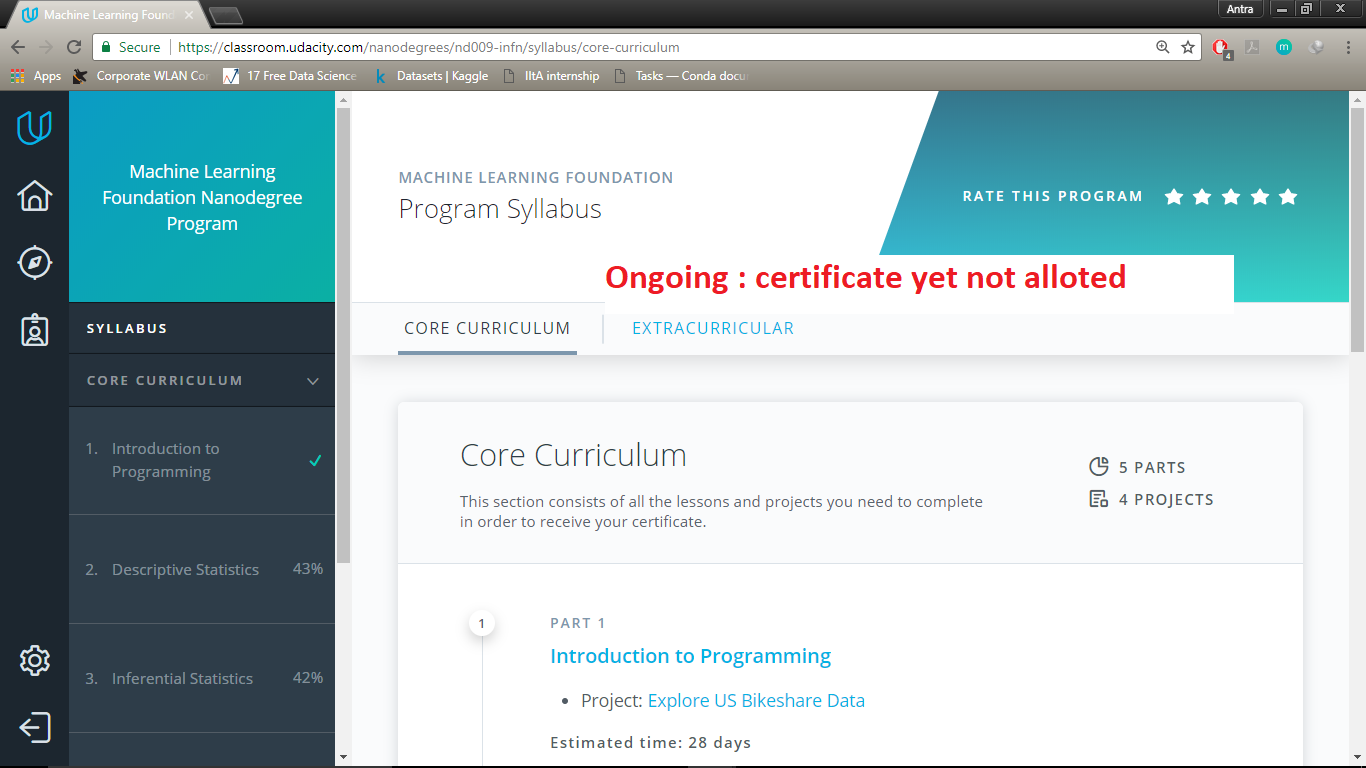 Machine Learning Found
Antra
Secure
https://classroom.udacity.com/nanodegrees/nd009-infn/syllabus/core-curriculum
4
m
Apps
Corporate WLAN Co
17 Free Data Science
k
Datasets | Kaggle
IItA internship
Tasks — Conda docu
Machine Learning
Foundation Nanodegree
Program
SYLLABUS
CORE CURRICULUM
1. Introduction to
Programming
2. Descriptive Statistics 43%
3. Inferential Statistics 42%
MACHINE LEARNING FOUNDATION
Program Syllabus
RATE THIS PROGRAM
Ongoing : certificate yet not alloted
CORE CURRICULUM
EXTRACURRICULAR
Core Curriculum
This section consists of all the lessons and projects you need to complete
in order to receive your certificate.
5 PARTS
4 PROJECTS
1
PART 1
Introduction to Programming
• Project: Explore US Bikeshare Data
Estimated time: 28 days